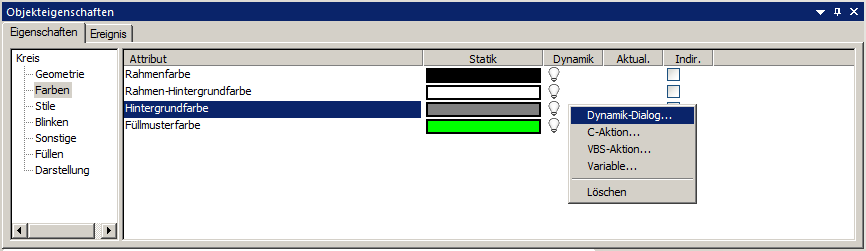 Objekteigenschaften
Eigenschaften Ereignis
Kreis
Geometrie
Farben
Stile
Blinken
Sonstige
Füllen
Darstellung
Attribut Statik Dynamik Aktual. Indir.
Rahmenfarbe
Rahmen-Hintergrundfarbe
Hintergrundfarbe
Füllmusterfarbe
Dynamik-Dialog...
C-Aktion...
VBS-Aktion...
Variable...
Löschen